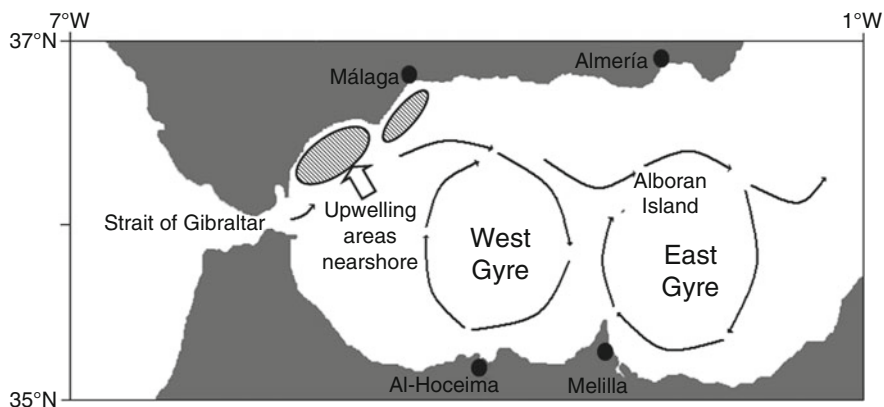 7°W
1°W
37°N
Málaga
Almería
Strait of Gibraltar
Upwelling
areas
nearshore
West
Gyre
Alboran
Island
East
Gyre
Al-Hoceima
Melilla
35°N